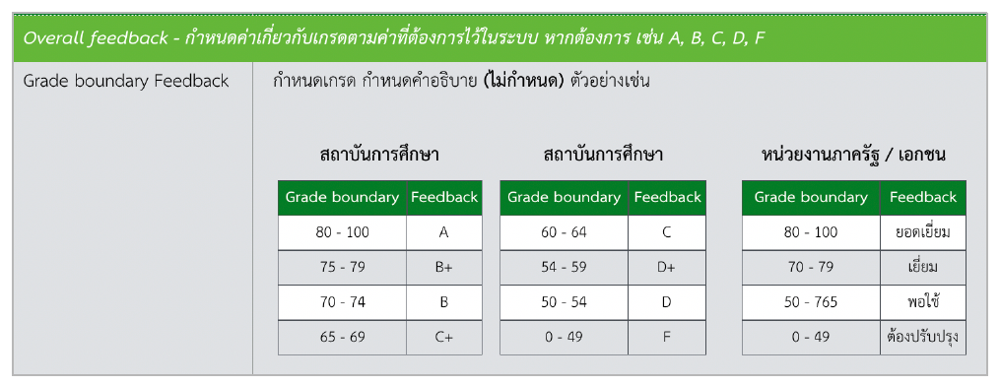 Overall feedback - กำหนดค่าเกี่ยวกับเกรดตามค่าที่ต้องการไว้ในระบบ หากต้องการ เช่น A, B, C, D, F
Grade boundary Feedback
กำหนดเกรด กำหนดคำอธิบาย (ไม่กำหนด) ตัวอย่างเช่น
สถาบันการศึกษา
Grade boundary Feedback
80 - 100 A
75 - 79 B+
70 - 74 B
65 - 69 C+
สถาบันการศึกษา
Grade boundary Feedback
60 - 64 C
54 - 59 D+
50 - 54 D
0 - 49 F
หน่วยงานภาครัฐ / เอกชน
Grade boundary Feedback
80 - 100 ยอดเยี่ยม
70 - 79 เยี่ยม
50 - 765 พอใช้
0 - 49 ต้องปรับปรุง